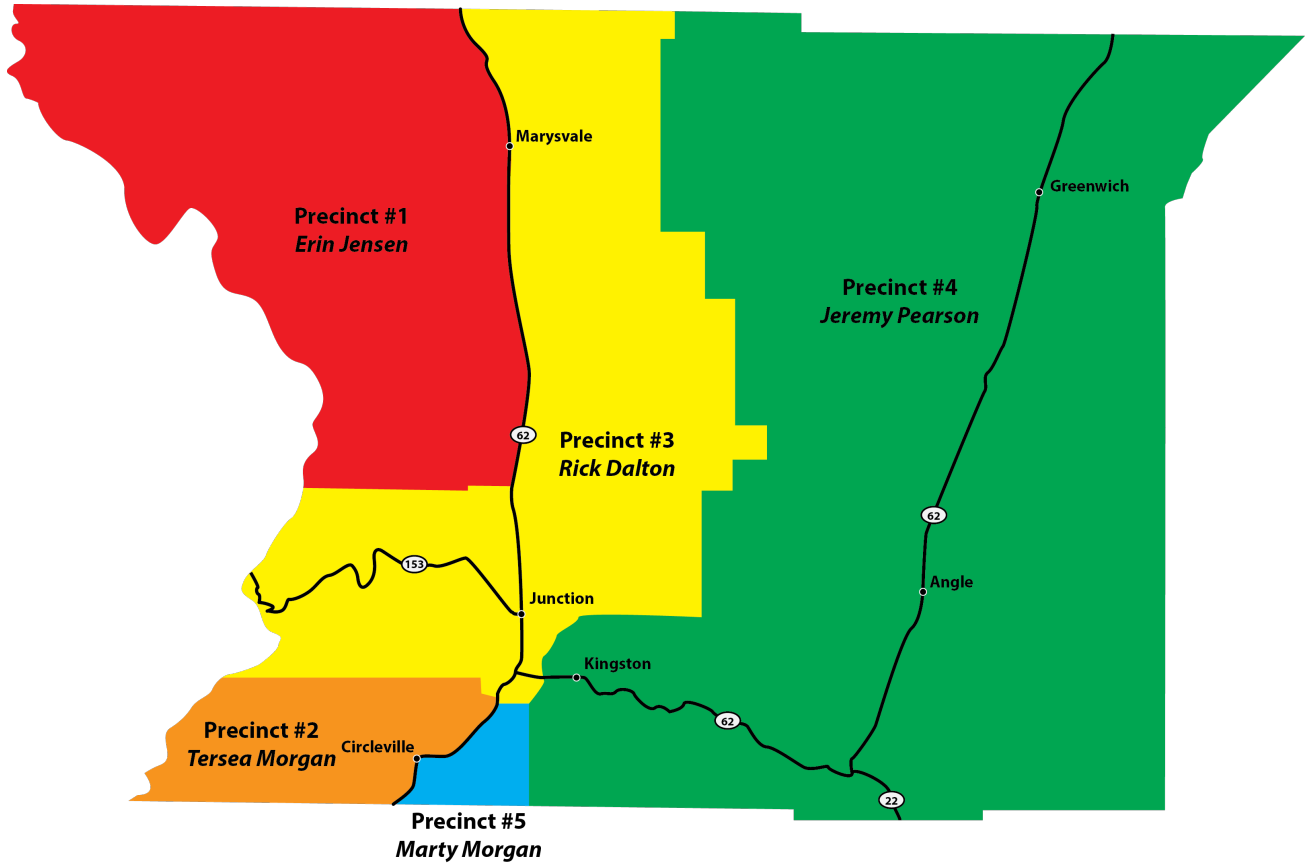 Marysvale
Greenwich
Precinct #1
Erin Jensen
Precinct #4
Jeremy Pearson
62
Precinct #3
Rick Dalton
62
153
Angle
Junction
Kingston
62
Precinct #2
Tersea Morgan
Circleville
22
Precinct #5
Marty Morgan